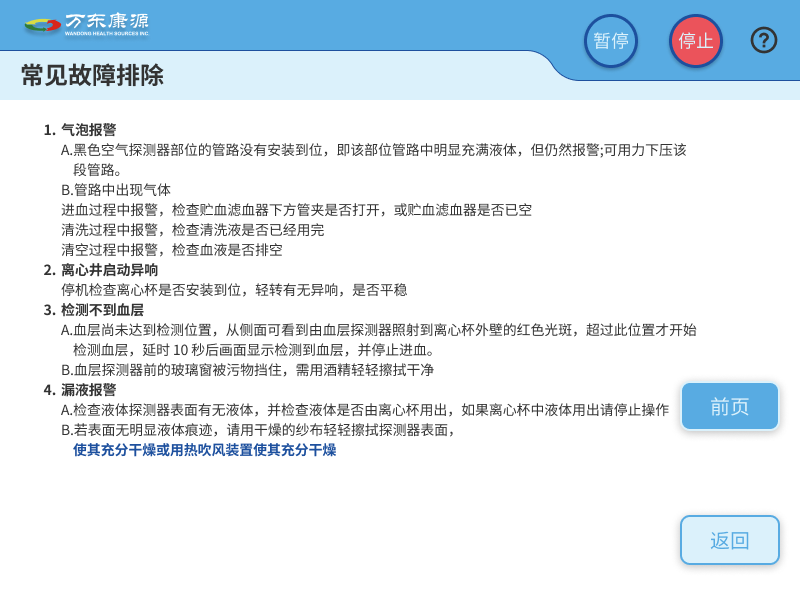 万东康源
WANDONG HEALTH SOURCES INC.
暂停
停止
?
常见故障排除
1. 气泡报警
A.黑色空气探测器部位的管路没有安装到位，即该部位管路中明显充满液体，但仍然报警;可用力下压该
段管路。
B.管路中出现气体
进血过程中报警，检查贮血滤血器下方管夹是否打开，或贮血滤血器是否已空
清洗过程中报警，检查清洗液是否已经用完
清空过程中报警，检查血液是否排空
2. 离心井启动异响
停机检查离心杯是否安装到位，轻转有无异响，是否平稳
3. 检测不到血层
A.血层尚未达到检测位置，从侧面可看到由血层探测器照射到离心杯外壁的红色光斑，超过此位置才开始
检测血层，延时 10 秒后画面显示检测到血层，并停止进血。
B.血层探测器前的玻璃窗被污物挡住，需用酒精轻轻擦拭干净
4. 漏液报警
A.检查液体探测器表面有无液体，并检查液体是否由离心杯用出，如果离心杯中液体用出请停止操作
B.若表面无明显液体痕迹，请用干燥的纱布轻轻擦拭探测器表面，
使其充分干燥或用热吹风装置使其充分干燥
前页
返回